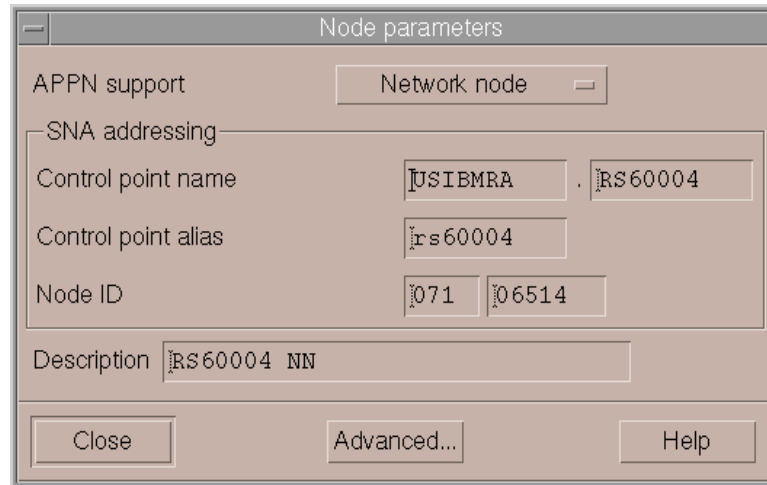 Node parameters
APPN support Network node
SNA addressing
Control point name USIBMRA . RS60004
Control point alias rs60004
Node ID 071 06514
Description RS60004 NN
Close Advanced... Help